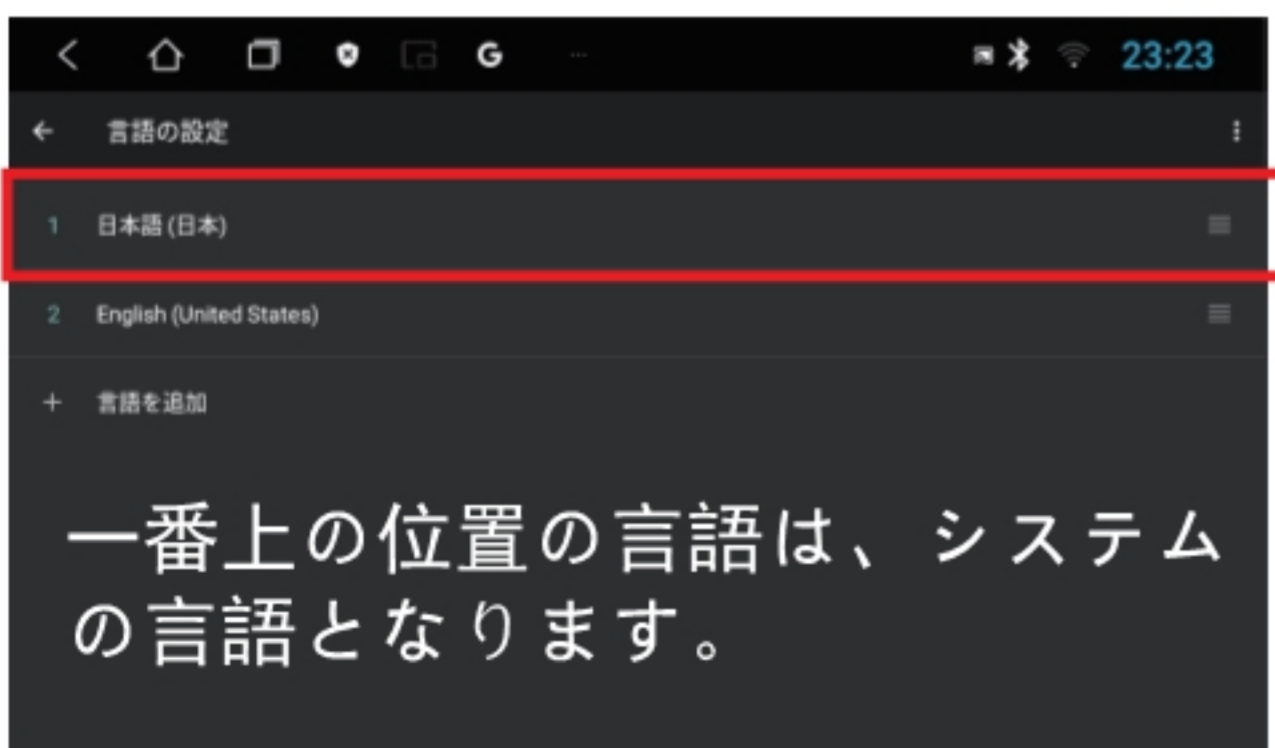 23:23
言語の設定
1 日本語 (日本)
2 English (United States)
+ 言語を追加
一番上の位置の言語は、システム
の言語となります。